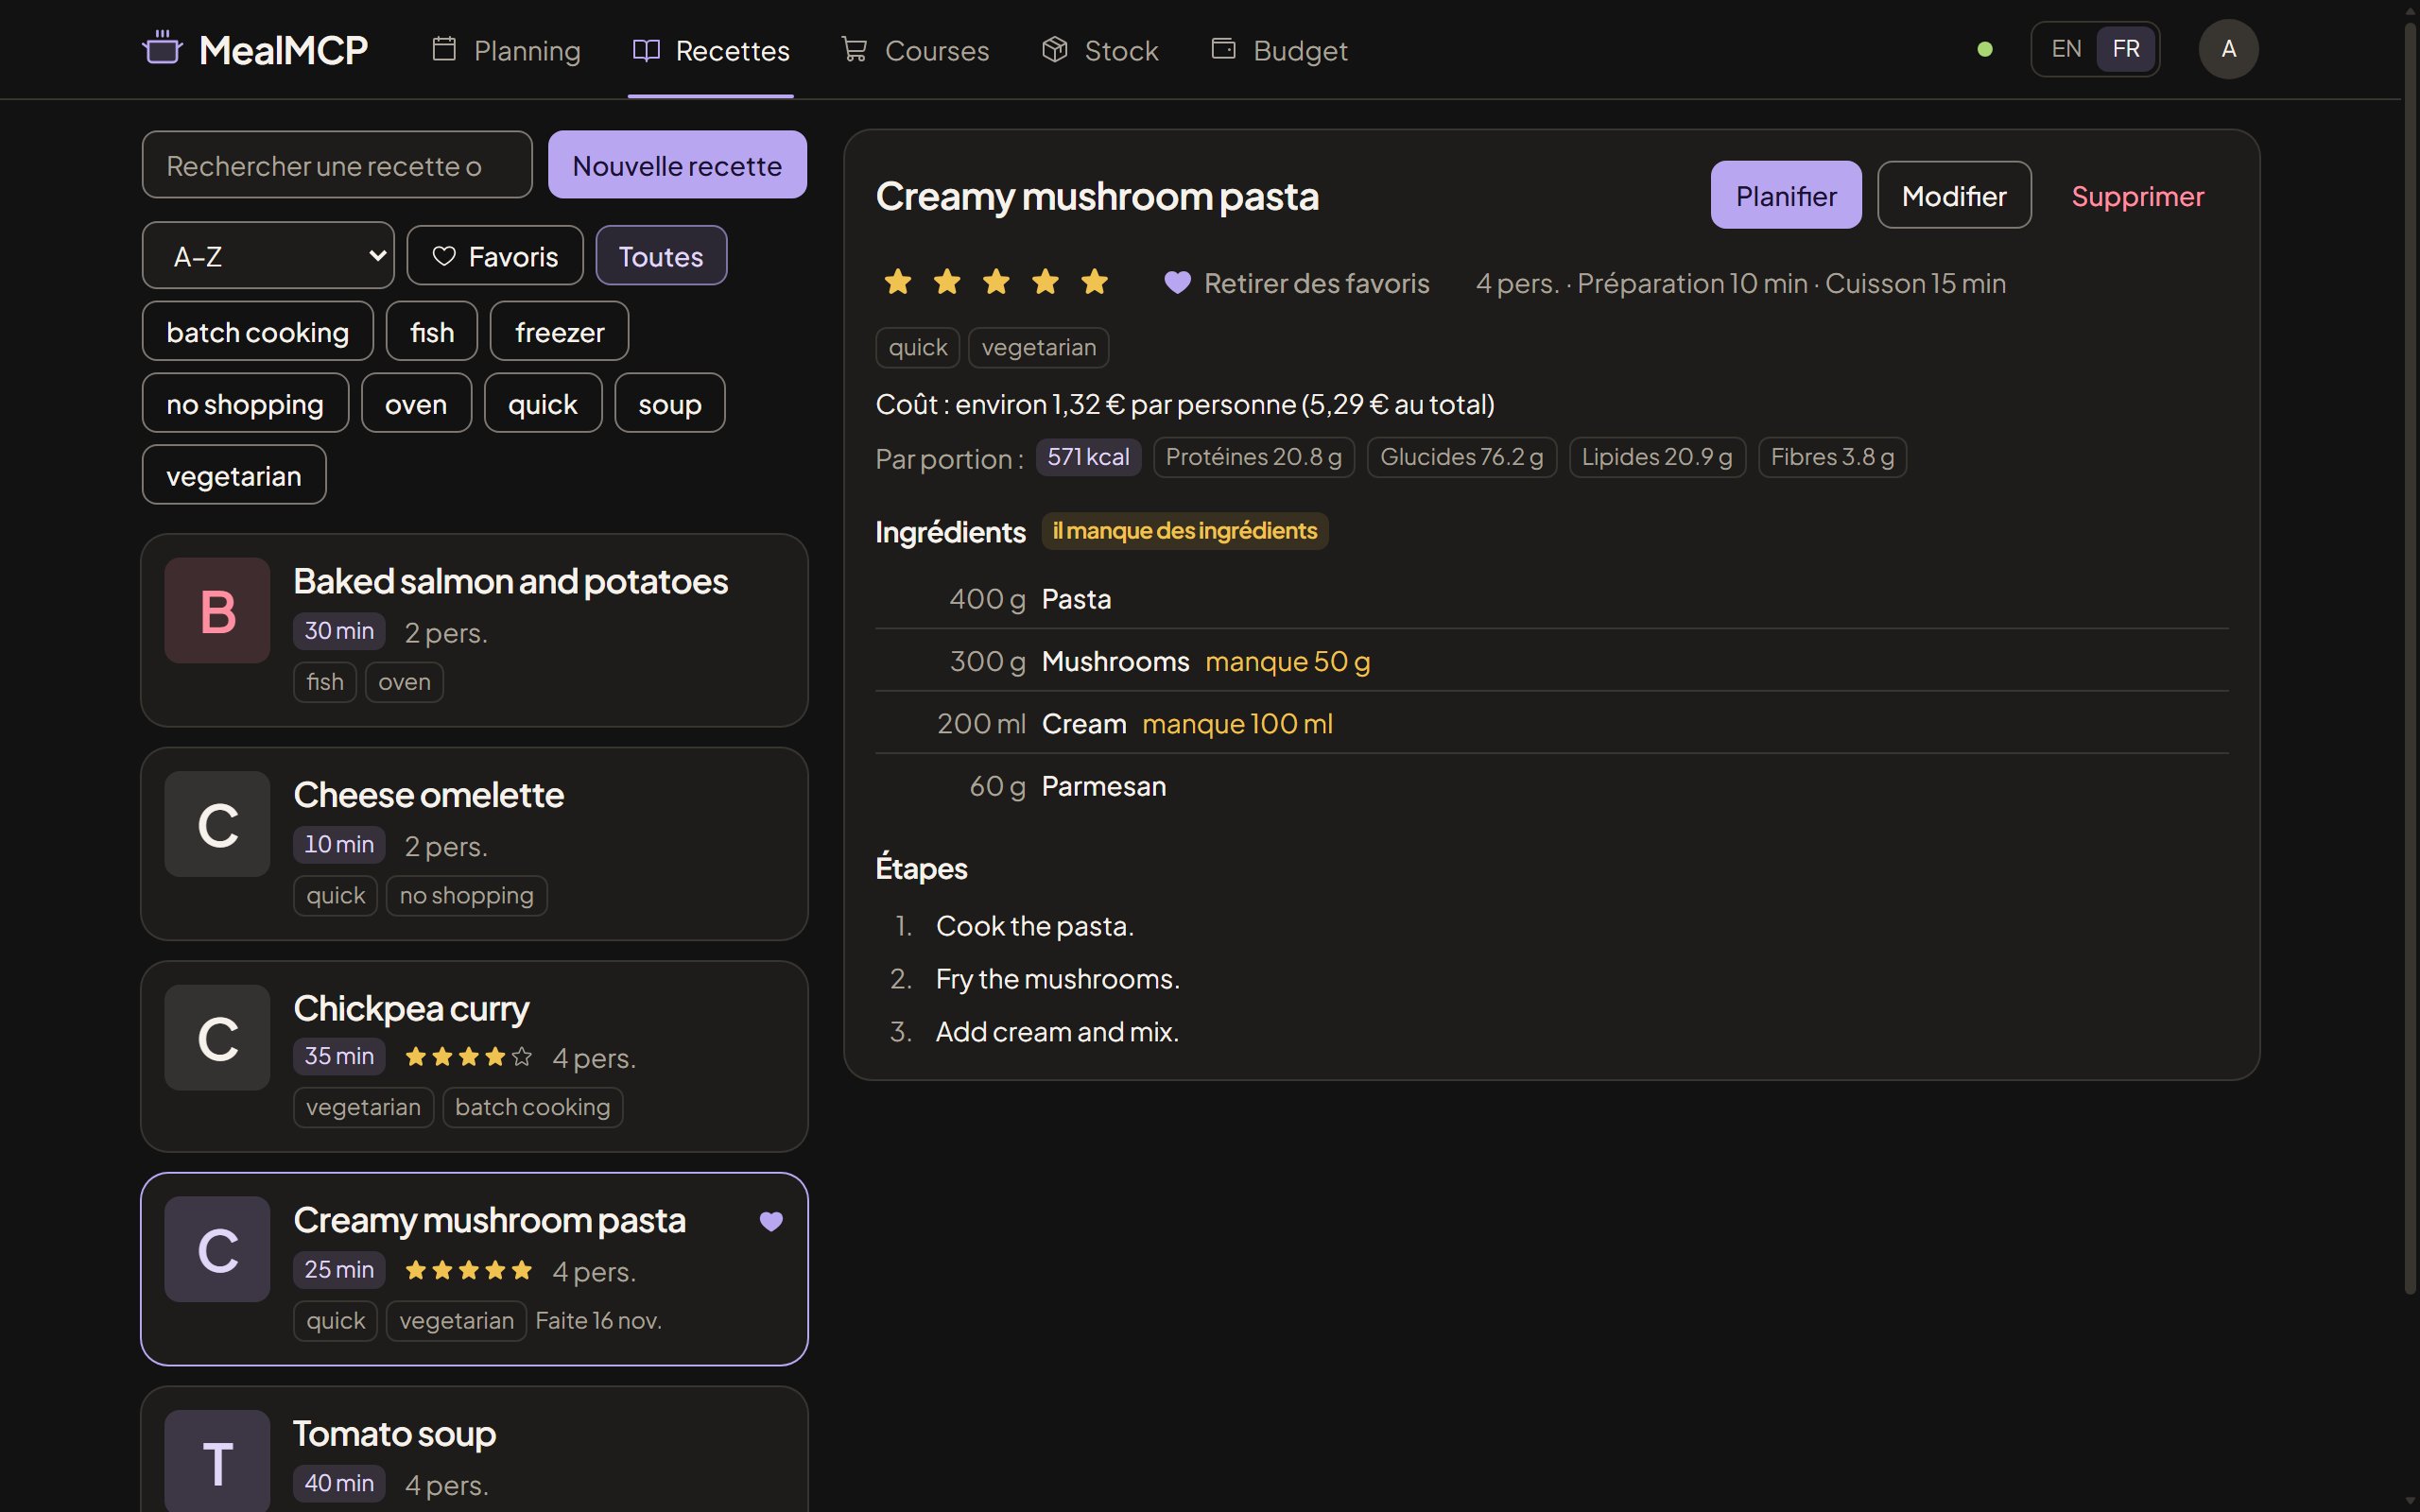 MealMCP
Planning
Recettes
Courses
Stock
Budget
EN
FR
A
Rechercher une recette o
Nouvelle recette
A–Z
Favoris
Toutes
batch cooking
fish
freezer
no shopping
oven
quick
soup
vegetarian
B
Baked salmon and potatoes
30 min
2 pers.
fish
oven
C
Cheese omelette
10 min
2 pers.
quick
no shopping
C
Chickpea curry
35 min
4 pers.
vegetarian
batch cooking
C
Creamy mushroom pasta
25 min
4 pers.
quick
vegetarian
Faite 16 nov.
T
Tomato soup
40 min
4 pers.
Creamy mushroom pasta
Planifier
Modifier
Supprimer
Retirer des favoris
4 pers. · Préparation 10 min · Cuisson 15 min
quick
vegetarian
Coût : environ 1,32 € par personne (5,29 € au total)
Par portion :
571 kcal
Protéines 20.8 g
Glucides 76.2 g
Lipides 20.9 g
Fibres 3.8 g
Ingrédients
il manque des ingrédients
400 g Pasta
300 g Mushrooms manque 50 g
200 ml Cream manque 100 ml
60 g Parmesan
Étapes
1. Cook the pasta.
2. Fry the mushrooms.
3. Add cream and mix.